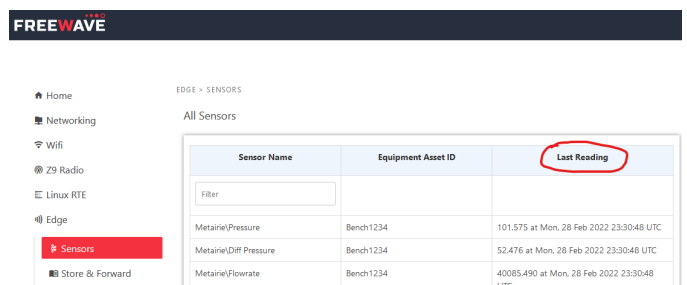 FREEWAVE
Home
Networking
Wifi
Z9 Radio
Linux RTE
Edge
Sensors
Store & Forward
EDGE > SENSORS
All Sensors
Sensor Name Equipment Asset ID Last Reading
Filter
Metairie\Pressure Bench1234 101.575 at Mon, 28 Feb 2022 23:30:48 UTC
Metairie\Diff Pressure Bench1234 52.476 at Mon, 28 Feb 2022 23:30:48 UTC
Metairie\Flowrate Bench1234 40085.490 at Mon, 28 Feb 2022 23:30:48
UTC